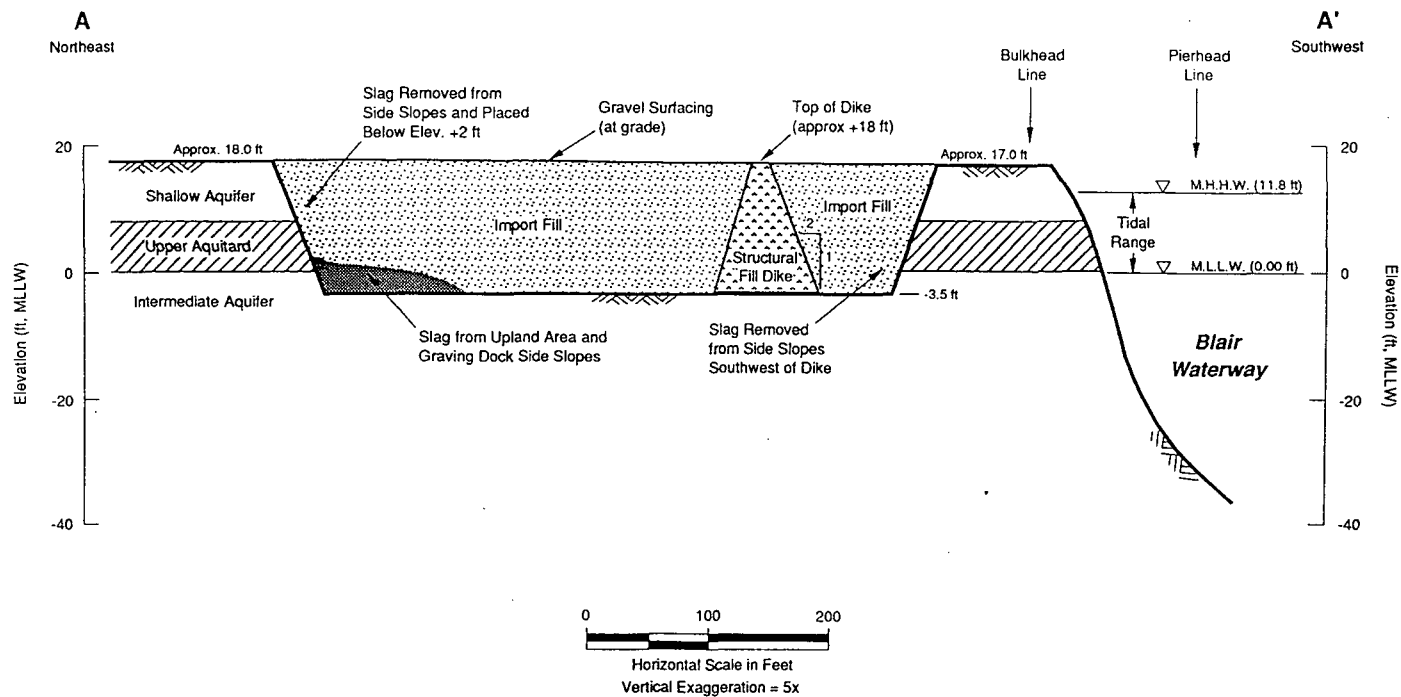 A
Northeast
A'
Southwest
Bulkhead
Line
Pierhead
Line
Slag Removed from
Side Slopes and Placed
Below Elev. +2 ft
Gravel Surfacing
(at grade)
Top of Dike
(approx +18 ft)
20
Approx. 18.0 ft
Approx. 17.0 ft
20
M.H.H.W. (11.8 ft)
Shallow Aquifer
Import Fill
Import Fill
2
1
Tidal
Range
Upper Aquitard
Structural
Fill Dike
M.L.L.W. (0.00 ft)
0
0
Intermediate Aquifer
-3.5 ft
Slag from Upland Area and
Graving Dock Side Slopes
Slag Removed
from Side Slopes
Southwest of Dike
Blair
Waterway
Elevation (ft, MLLW)
Elevation (ft, MLLW)
-20
-20
-40
-40
0 100 200
Horizontal Scale in Feet
Vertical Exaggeration = 5x